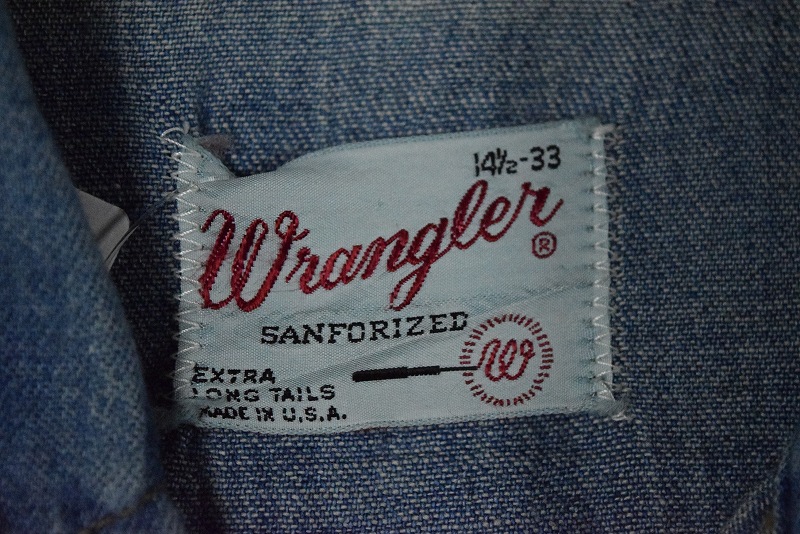 14½-33
Wrangler®
SANFORIZED
EXTRA
LONG TAILS
MADE IN U.S.A.
W